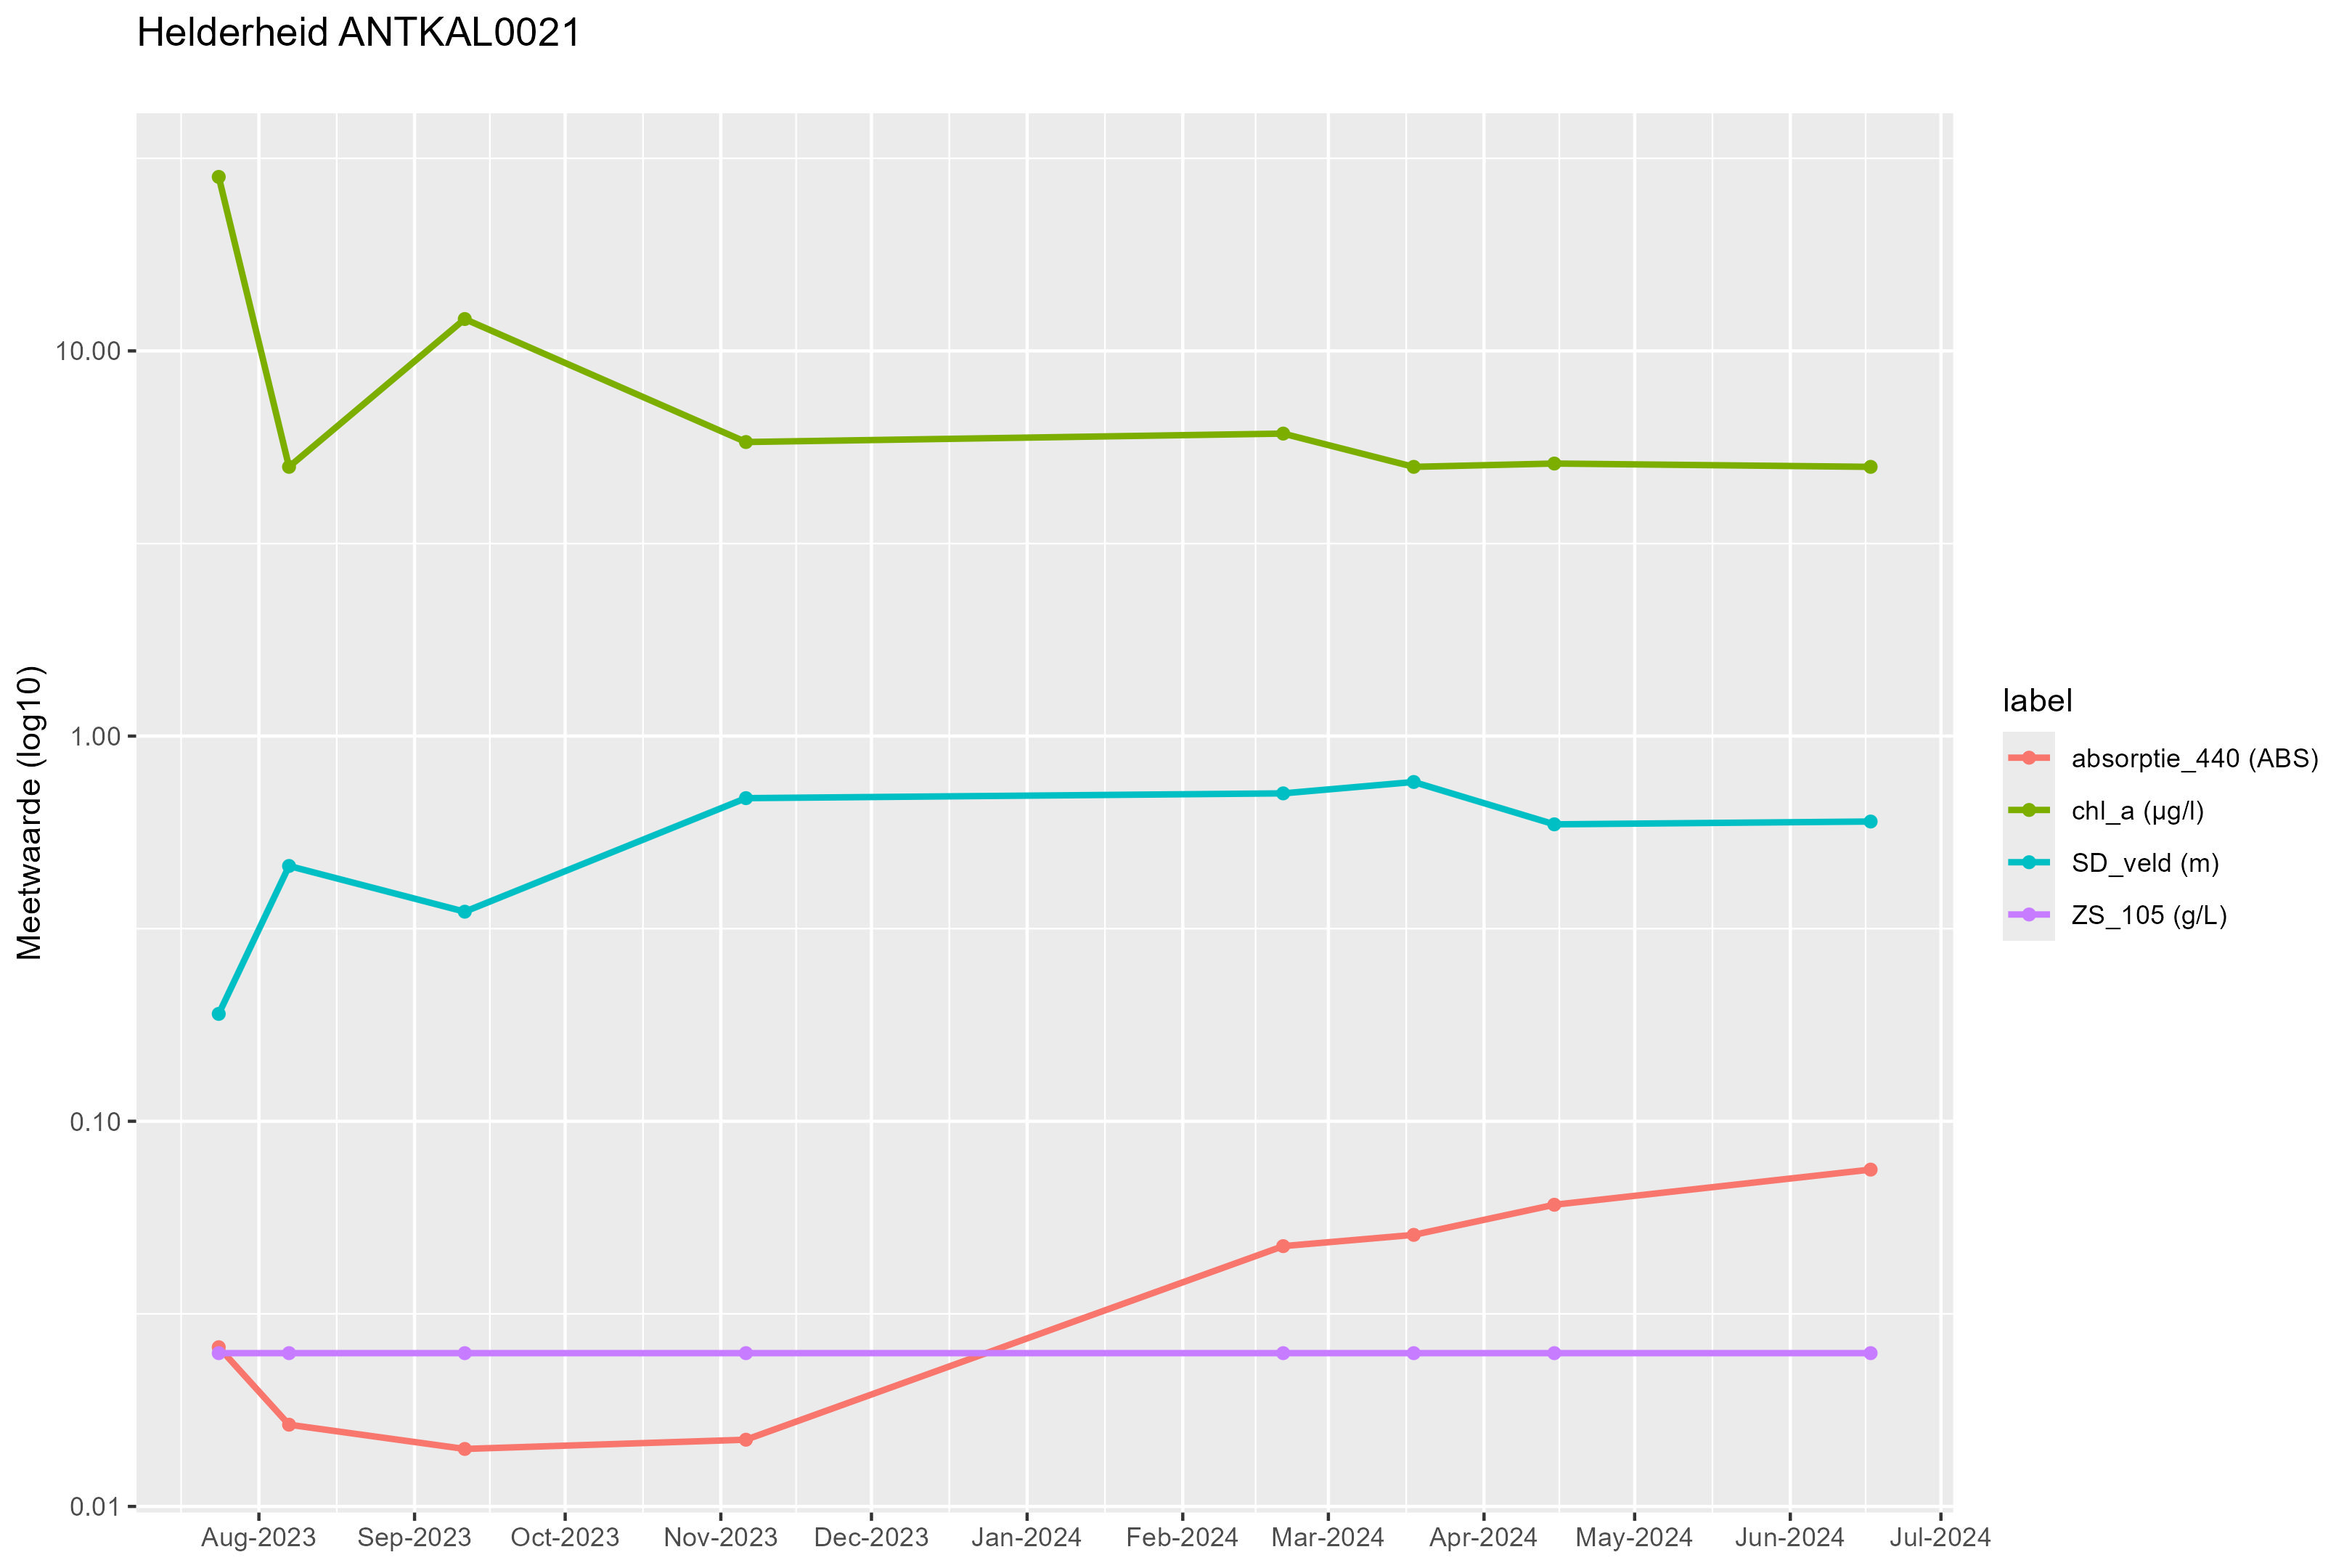 Helderheid ANTKAL0021
Meetwaarde (log10)
10.00
1.00
0.10
0.01
Aug-2023 Sep-2023 Oct-2023 Nov-2023 Dec-2023 Jan-2024 Feb-2024 Mar-2024 Apr-2024 May-2024 Jun-2024 Jul-2024
label
absorptie_440 (ABS)
chl_a (µg/l)
SD_veld (m)
ZS_105 (g/L)